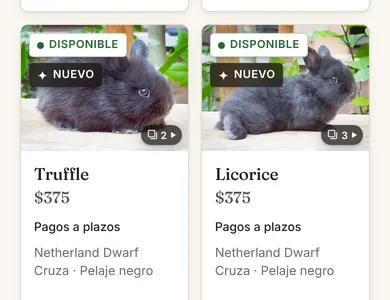 DISPONIBLE
NUEVO
2
Truffle
$375
Pagos a plazos
Netherland Dwarf
Cruza · Pelaje negro
DISPONIBLE
NUEVO
3
Licorice
$375
Pagos a plazos
Netherland Dwarf
Cruza · Pelaje negro